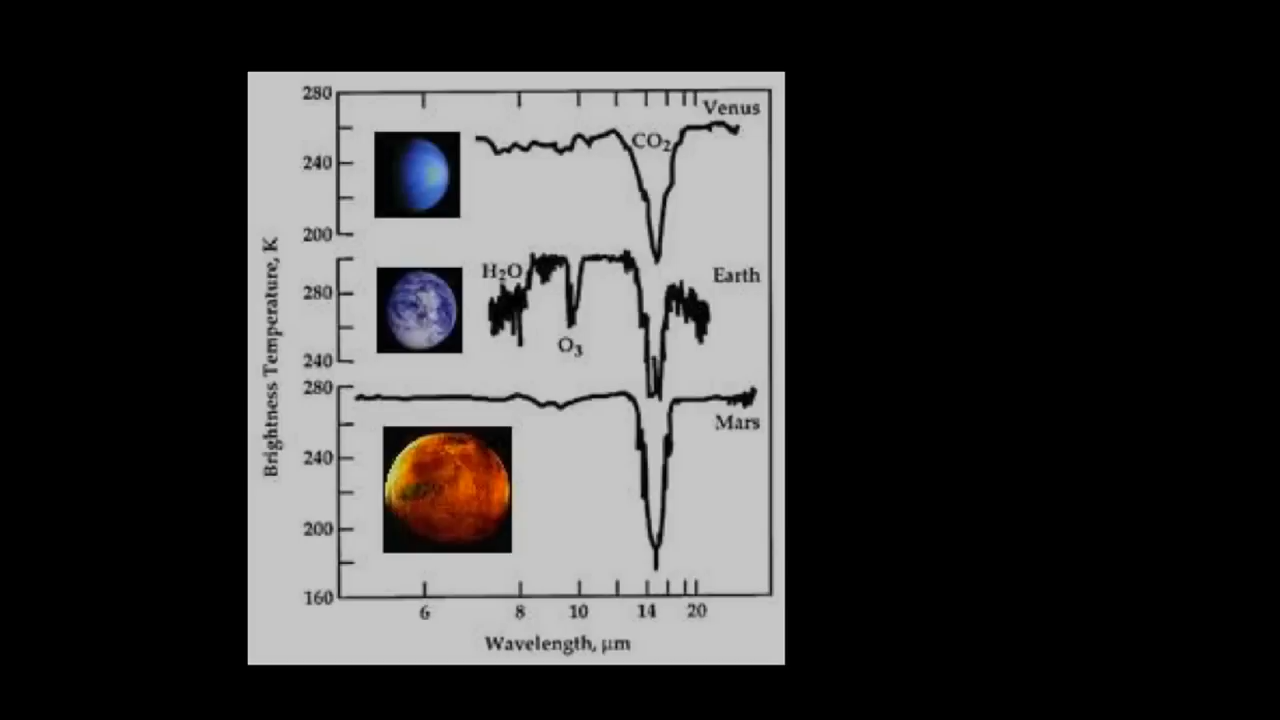 280
Venus
CO2
240
200
H2O
Earth
280
O3
240
280
Mars
240
200
160
6 8 10 14 20
Wavelength, μm
Brightness Temperature, K